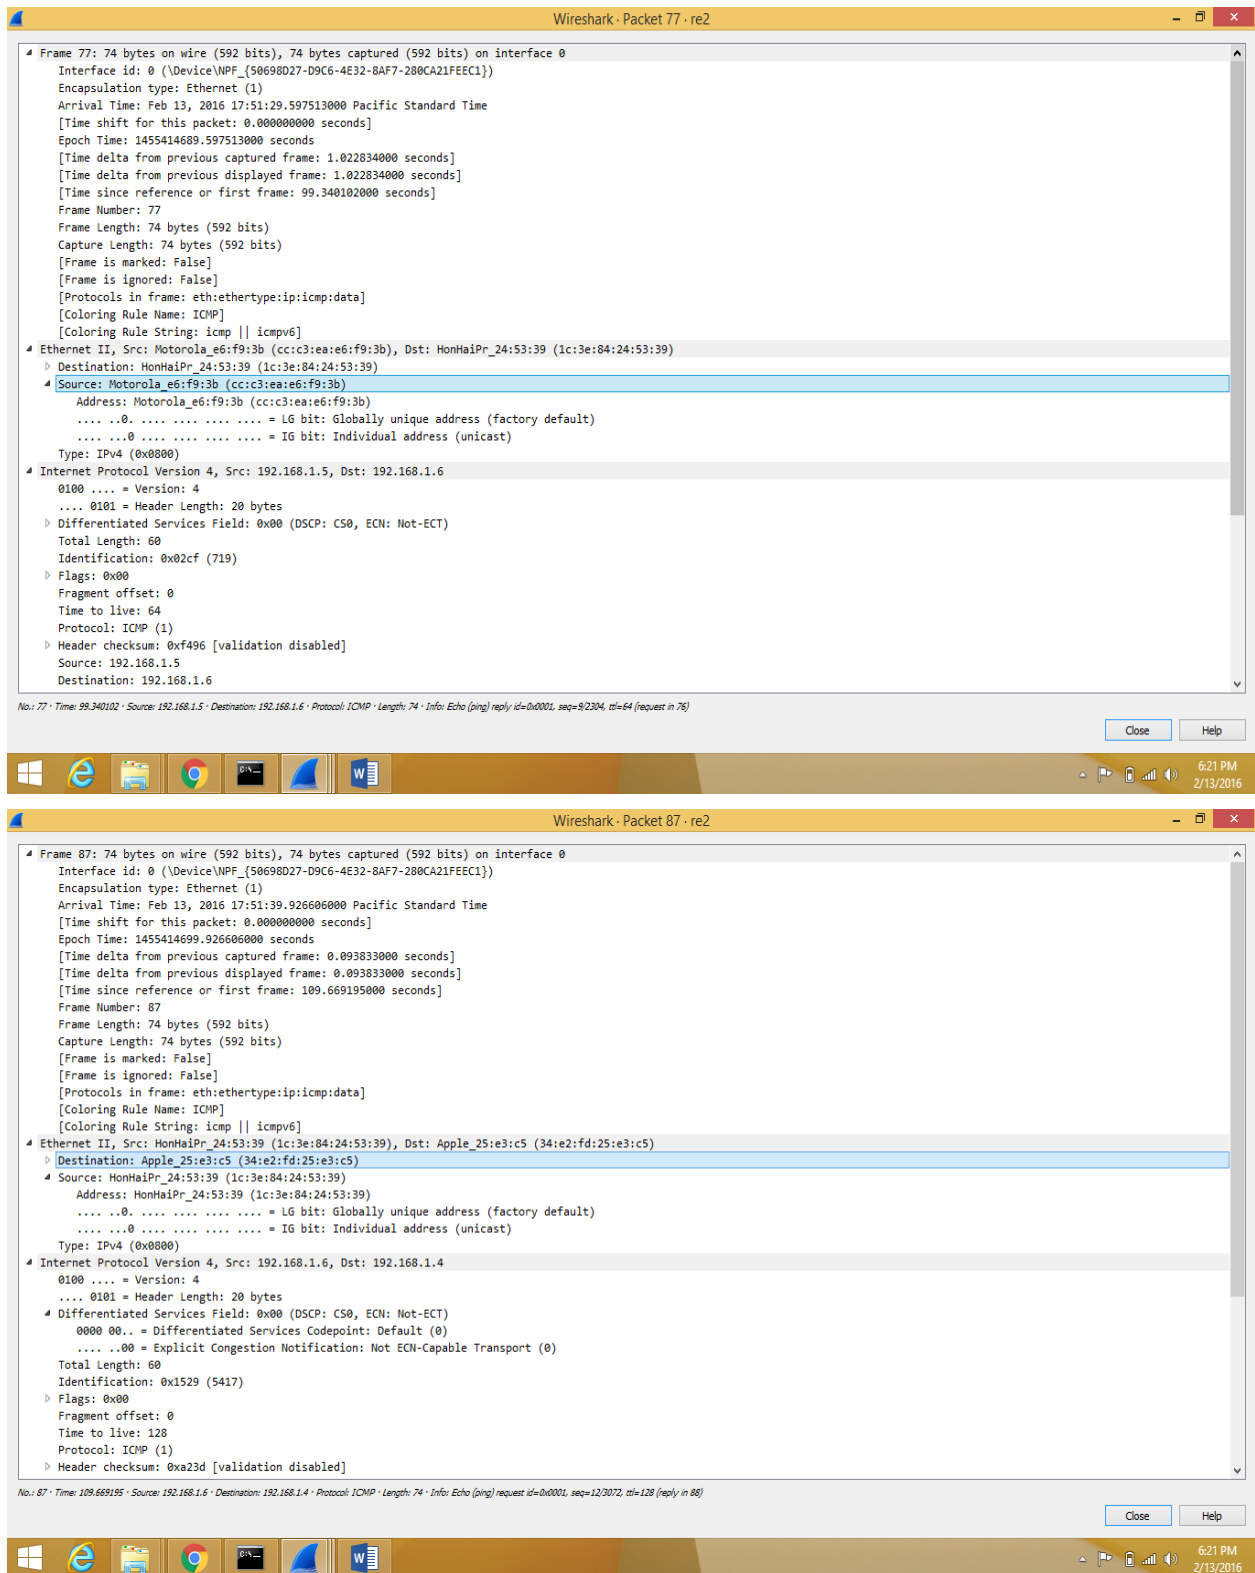 Wireshark · Packet 77 · re2
Frame 77: 74 bytes on wire (592 bits), 74 bytes captured (592 bits) on interface 0
Interface id: 0 (\Device\NPF_{50698D27-D9C6-4E32-8AF7-280CA21FEEC1})
Encapsulation type: Ethernet (1)
Arrival Time: Feb 13, 2016 17:51:29.597513000 Pacific Standard Time
[Time shift for this packet: 0.000000000 seconds]
Epoch Time: 1455414689.597513000 seconds
[Time delta from previous captured frame: 1.022834000 seconds]
[Time delta from previous displayed frame: 1.022834000 seconds]
[Time since reference or first frame: 99.340102000 seconds]
Frame Number: 77
Frame Length: 74 bytes (592 bits)
Capture Length: 74 bytes (592 bits)
[Frame is marked: False]
[Frame is ignored: False]
[Protocols in frame: eth:ethertype:ip:icmp:data]
[Coloring Rule Name: ICMP]
[Coloring Rule String: icmp || icmpv6]
Ethernet II, Src: Motorola_e6:f9:3b (cc:c3:ea:e6:f9:3b), Dst: HonHaiPr_24:53:39 (1c:3e:84:24:53:39)
Destination: HonHaiPr_24:53:39 (1c:3e:84:24:53:39)
Source: Motorola_e6:f9:3b (cc:c3:ea:e6:f9:3b)
Address: Motorola_e6:f9:3b (cc:c3:ea:e6:f9:3b)
.... ..0. .... .... .... .... = LG bit: Globally unique address (factory default)
.... ...0 .... .... .... .... = IG bit: Individual address (unicast)
Type: IPv4 (0x0800)
Internet Protocol Version 4, Src: 192.168.1.5, Dst: 192.168.1.6
0100 .... = Version: 4
.... 0101 = Header Length: 20 bytes
Differentiated Services Field: 0x00 (DSCP: CS0, ECN: Not-ECT)
Total Length: 60
Identification: 0x02cf (719)
Flags: 0x00
Fragment offset: 0
Time to live: 64
Protocol: ICMP (1)
Header checksum: 0xf496 [validation disabled]
Source: 192.168.1.5
Destination: 192.168.1.6
No.: 77 · Time: 99.340102 · Source: 192.168.1.5 · Destination: 192.168.1.6 · Protocol: ICMP · Length: 74 · Info: Echo (ping) reply id=0x0001, seq=9/2304, ttl=64 (request in 76)
Close Help
6:21 PM
2/13/2016
Wireshark · Packet 87 · re2
Frame 87: 74 bytes on wire (592 bits), 74 bytes captured (592 bits) on interface 0
Interface id: 0 (\Device\NPF_{50698D27-D9C6-4E32-8AF7-280CA21FEEC1})
Encapsulation type: Ethernet (1)
Arrival Time: Feb 13, 2016 17:51:39.926606000 Pacific Standard Time
[Time shift for this packet: 0.000000000 seconds]
Epoch Time: 1455414699.926606000 seconds
[Time delta from previous captured frame: 0.093833000 seconds]
[Time delta from previous displayed frame: 0.093833000 seconds]
[Time since reference or first frame: 109.669195000 seconds]
Frame Number: 87
Frame Length: 74 bytes (592 bits)
Capture Length: 74 bytes (592 bits)
[Frame is marked: False]
[Frame is ignored: False]
[Protocols in frame: eth:ethertype:ip:icmp:data]
[Coloring Rule Name: ICMP]
[Coloring Rule String: icmp || icmpv6]
Ethernet II, Src: HonHaiPr_24:53:39 (1c:3e:84:24:53:39), Dst: Apple_25:e3:c5 (34:e2:fd:25:e3:c5)
Destination: Apple_25:e3:c5 (34:e2:fd:25:e3:c5)
Source: HonHaiPr_24:53:39 (1c:3e:84:24:53:39)
Address: HonHaiPr_24:53:39 (1c:3e:84:24:53:39)
.... ..0. .... .... .... .... = LG bit: Globally unique address (factory default)
.... ...0 .... .... .... .... = IG bit: Individual address (unicast)
Type: IPv4 (0x0800)
Internet Protocol Version 4, Src: 192.168.1.6, Dst: 192.168.1.4
0100 .... = Version: 4
.... 0101 = Header Length: 20 bytes
Differentiated Services Field: 0x00 (DSCP: CS0, ECN: Not-ECT)
0000 00.. = Differentiated Services Codepoint: Default (0)
.... ..00 = Explicit Congestion Notification: Not ECN-Capable Transport (0)
Total Length: 60
Identification: 0x1529 (5417)
Flags: 0x00
Fragment offset: 0
Time to live: 128
Protocol: ICMP (1)
Header checksum: 0xa23d [validation disabled]
No.: 87 · Time: 109.669195 · Source: 192.168.1.6 · Destination: 192.168.1.4 · Protocol: ICMP · Length: 74 · Info: Echo (ping) request id=0x0001, seq=12/3072, ttl=128 (reply in 88)
Close Help
6:21 PM
2/13/2016